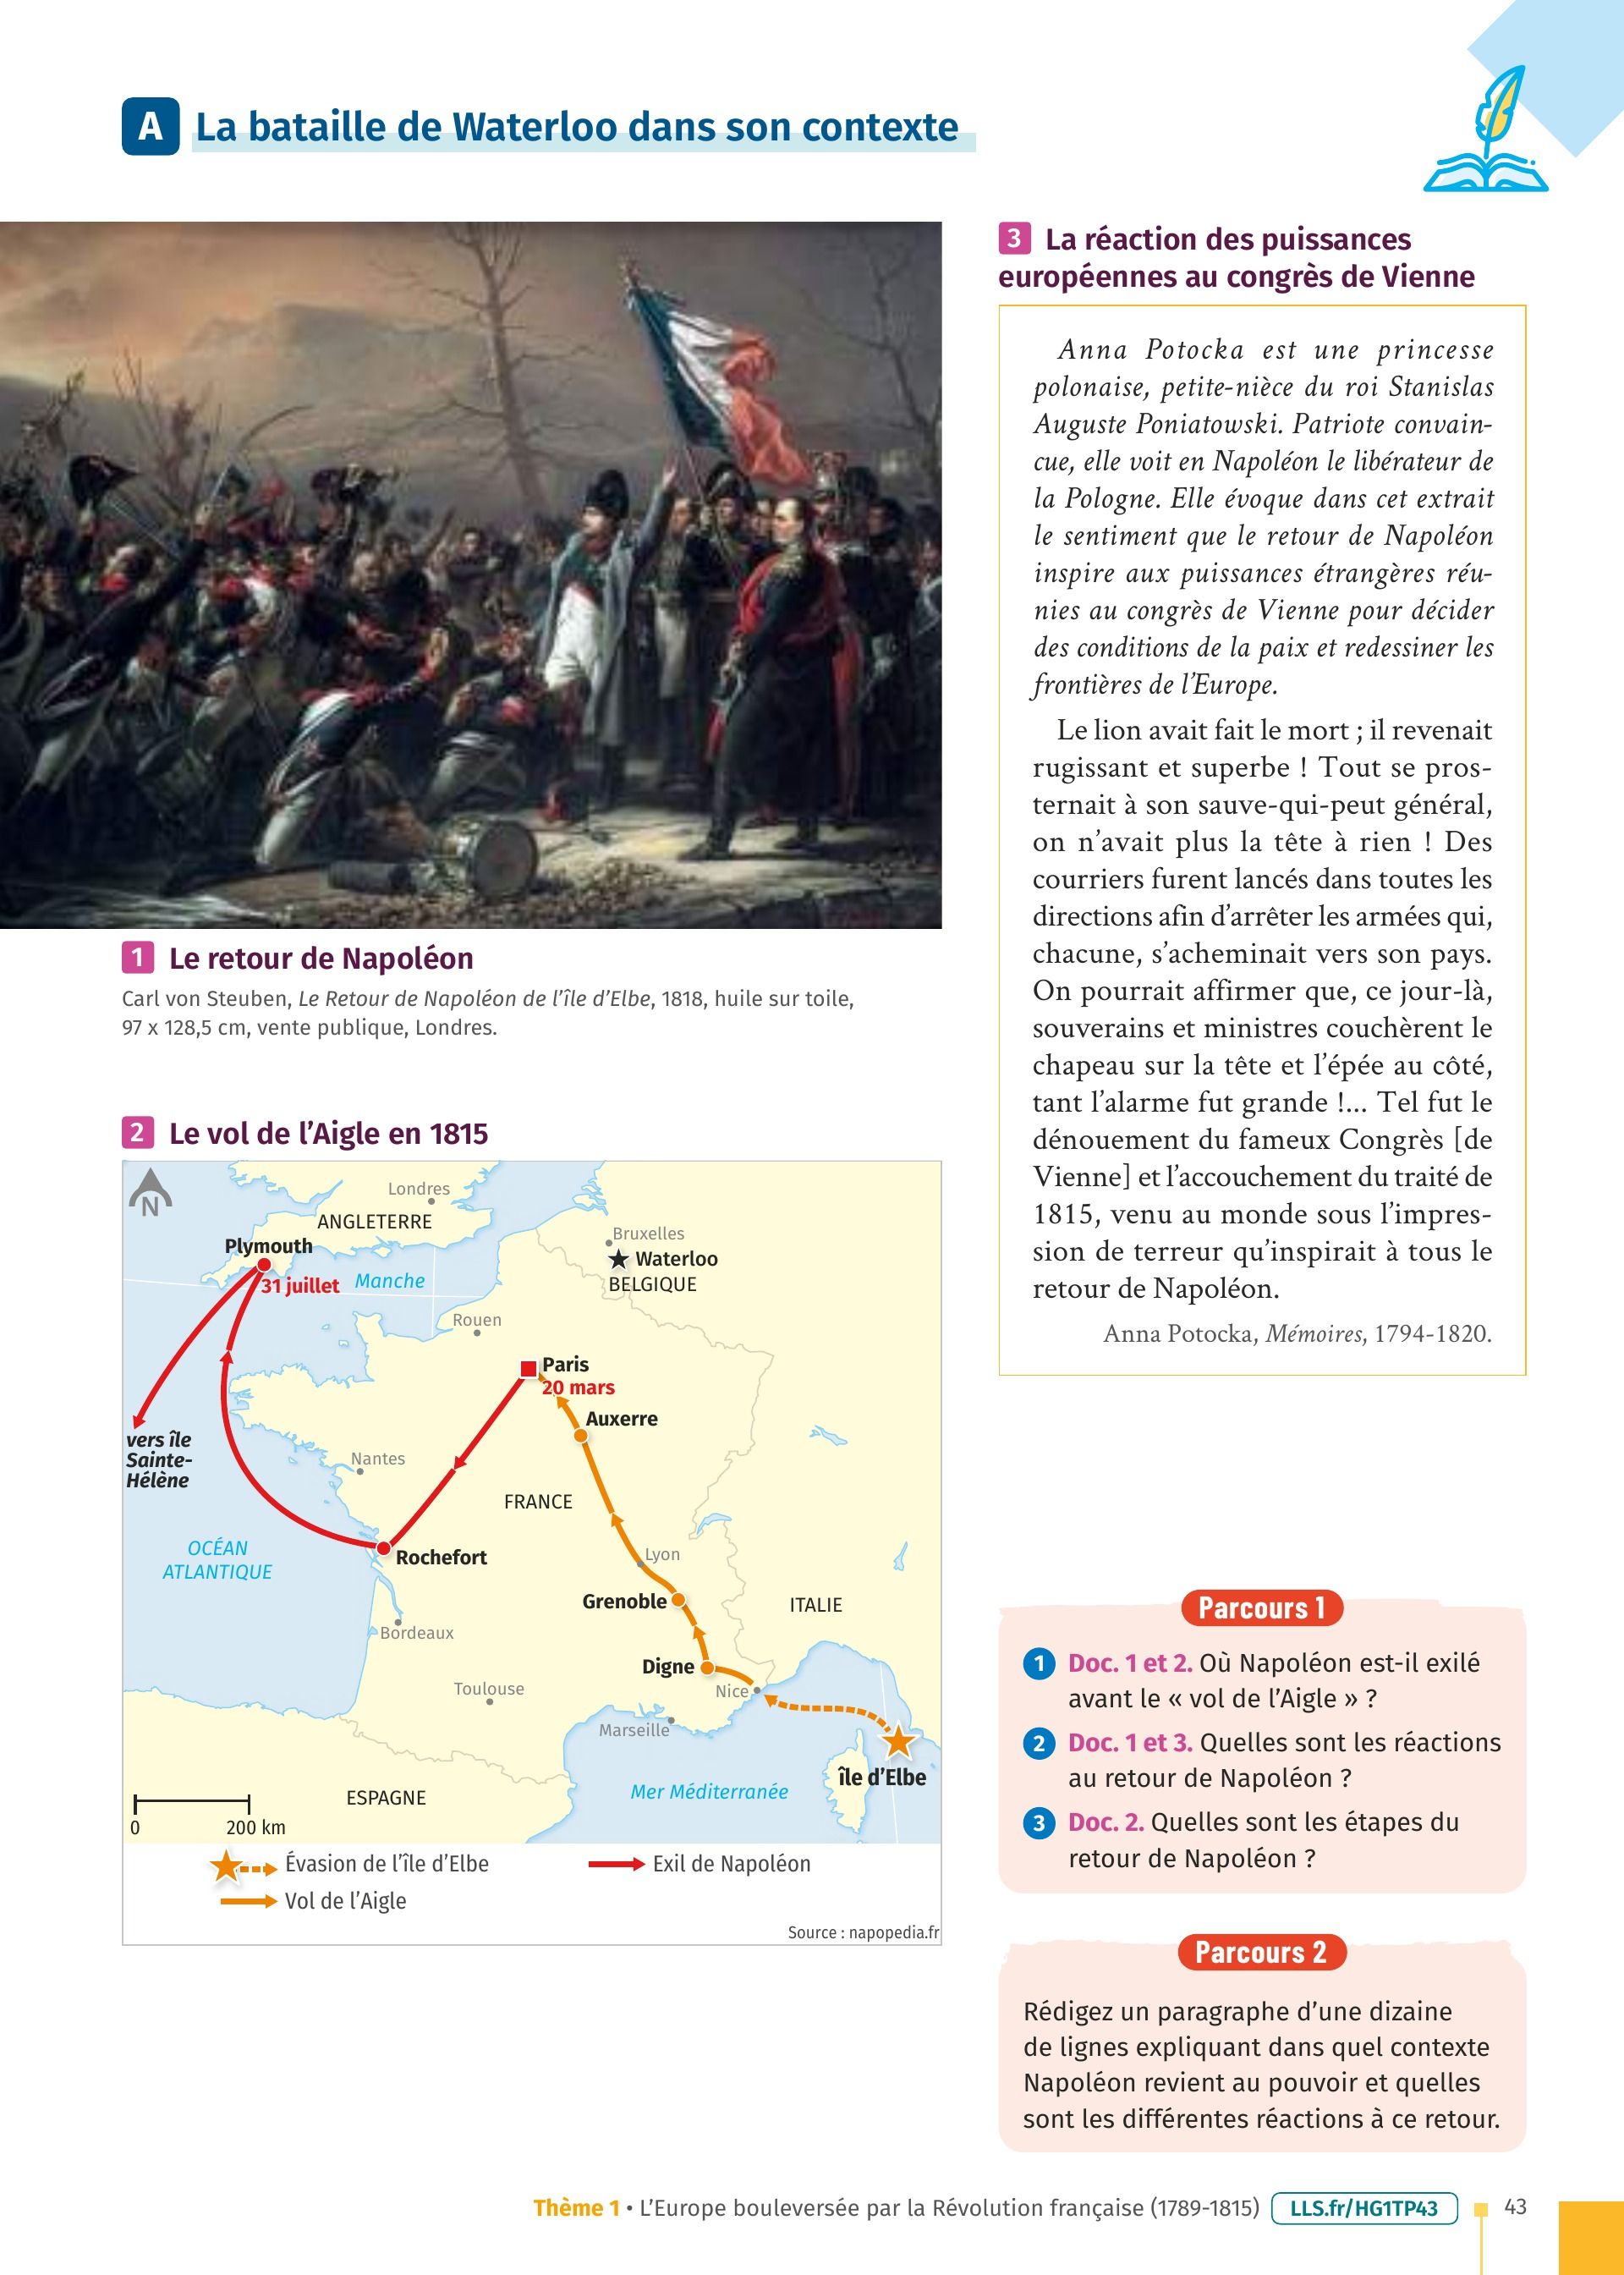 A La bataille de Waterloo dans son contexte
1 Le retour de Napoléon
Carl von Steuben, Le Retour de Napoléon de l’île d’Elbe, 1818, huile sur toile,
97 x 128,5 cm, vente publique, Londres.
2 Le vol de l’Aigle en 1815
N
Londres
ANGLETERRE
Plymouth
31 juillet
Manche
Bruxelles
Waterloo
BELGIQUE
Rouen
Paris
20 mars
Auxerre
vers île
Sainte-
Hélène
Nantes
FRANCE
OCÉAN
ATLANTIQUE
Rochefort
Lyon
Grenoble
ITALIE
Bordeaux
Digne
Toulouse
Nice
Marseille
île d’Elbe
Mer Méditerranée
ESPAGNE
0 200 km
Évasion de l’île d’Elbe
Exil de Napoléon
Vol de l’Aigle
Source : napopedia.fr
3 La réaction des puissances
européennes au congrès de Vienne
Anna Potocka est une princesse
polonaise, petite-nièce du roi Stanislas
Auguste Poniatowski. Patriote convain-
cue, elle voit en Napoléon le libérateur de
la Pologne. Elle évoque dans cet extrait
le sentiment que le retour de Napoléon
inspire aux puissances étrangères réu-
nies au congrès de Vienne pour décider
des conditions de la paix et redessiner les
frontières de l’Europe.
Le lion avait fait le mort ; il revenait
rugissant et superbe ! Tout se pros-
ternait à son sauve-qui-peut général,
on n’avait plus la tête à rien ! Des
courriers furent lancés dans toutes les
directions afin d’arrêter les armées qui,
chacune, s’acheminait vers son pays.
On pourrait affirmer que, ce jour-là,
souverains et ministres couchèrent le
chapeau sur la tête et l’épée au côté,
tant l’alarme fut grande !... Tel fut le
dénouement du fameux Congrès [de
Vienne] et l’accouchement du traité de
1815, venu au monde sous l’impres-
sion de terreur qu’inspirait à tous le
retour de Napoléon.
Anna Potocka, Mémoires, 1794-1820.
Parcours 1
1 Doc. 1 et 2. Où Napoléon est-il exilé
avant le « vol de l’Aigle » ?
2 Doc. 1 et 3. Quelles sont les réactions
au retour de Napoléon ?
3 Doc. 2. Quelles sont les étapes du
retour de Napoléon ?
Parcours 2
Rédigez un paragraphe d’une dizaine
de lignes expliquant dans quel contexte
Napoléon revient au pouvoir et quelles
sont les différentes réactions à ce retour.
Thème 1 • L’Europe bouleversée par la Révolution française (1789-1815) LLS.fr/HG1TP43 43